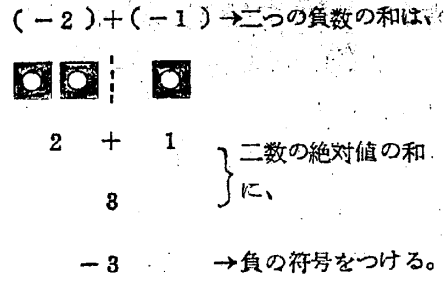 (-2)+(-1)→二つの負数の和は、
2 + 1
二数の絶対値の和
に、
3
-3 →負の符号をつける。